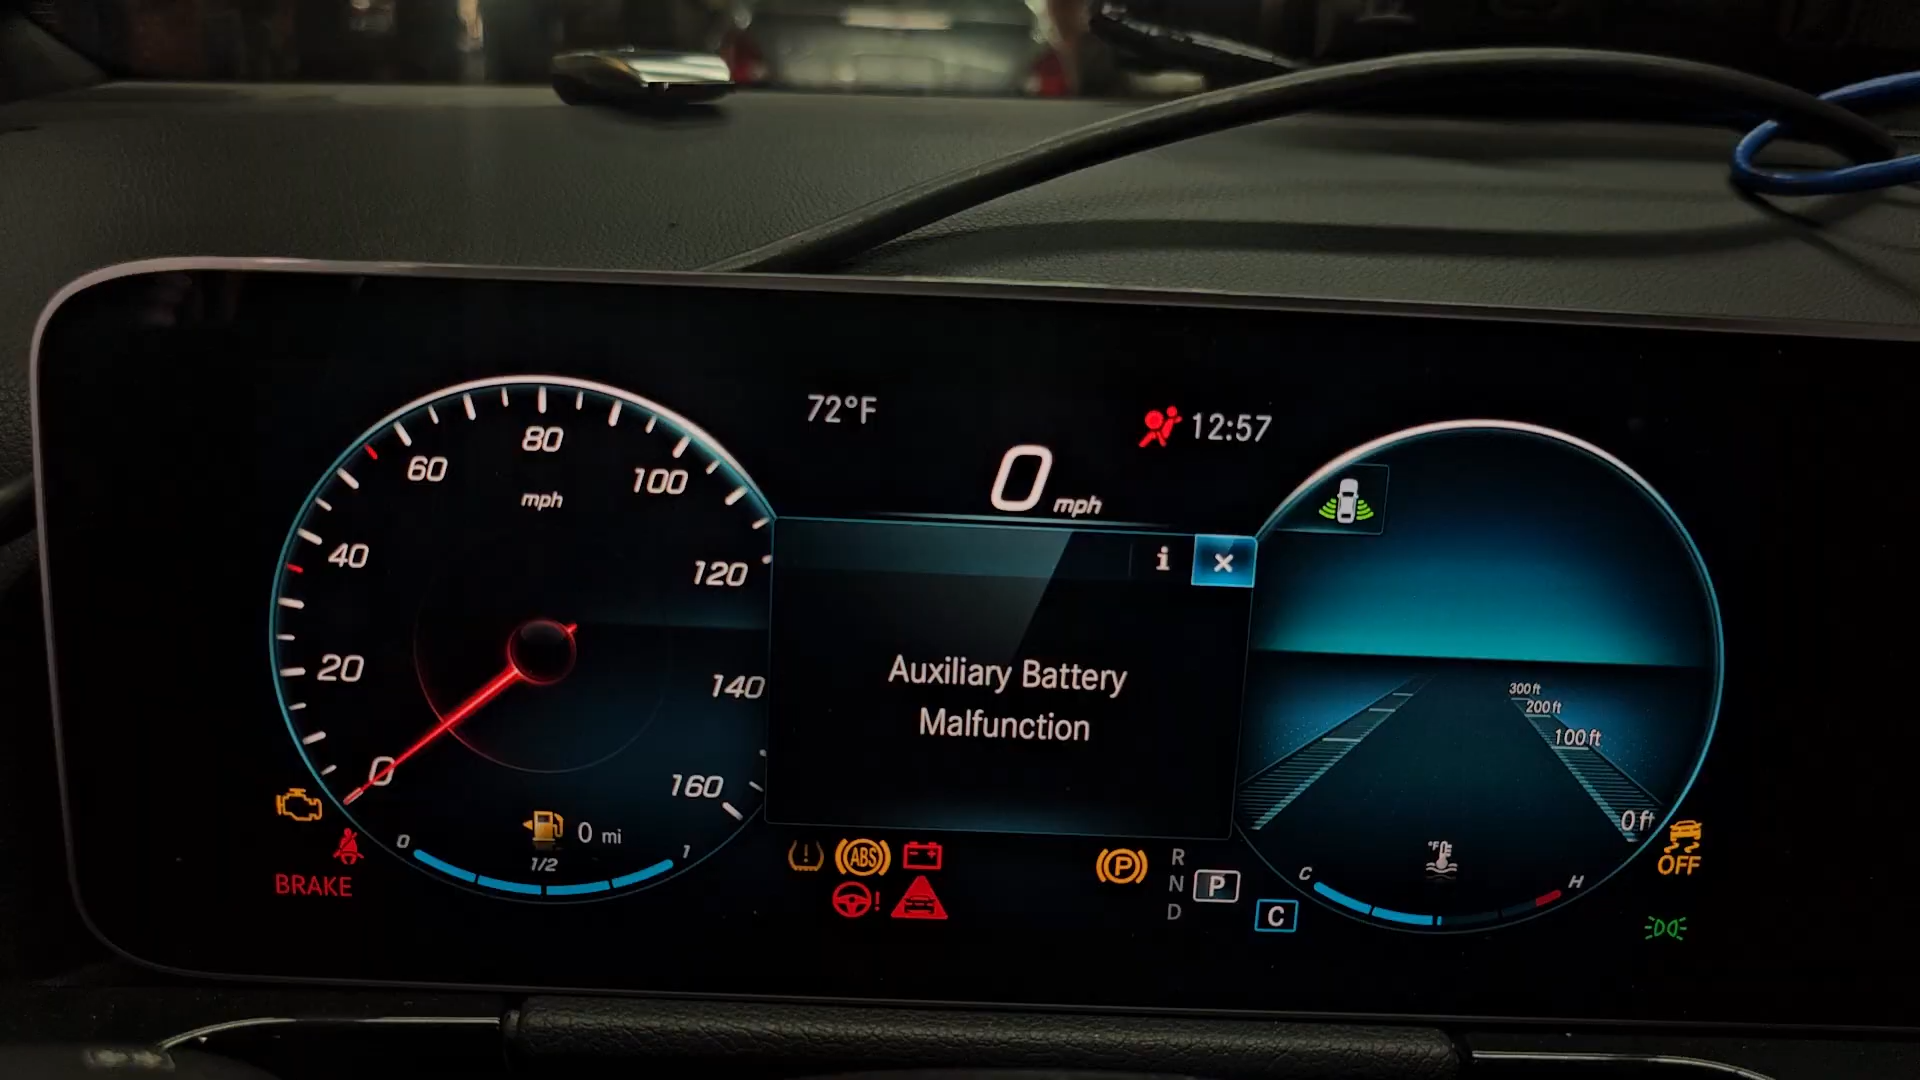 72°F
12:57
0 mph
80
60
100
mph
40
120
20
140
0
160
i ×
Auxiliary Battery
Malfunction
300 ft
200 ft
100 ft
0 ft
0 mi
0
1/2
1
BRAKE
!
ABS
!
P
R
N
D
P
C
°F
C
H
OFF